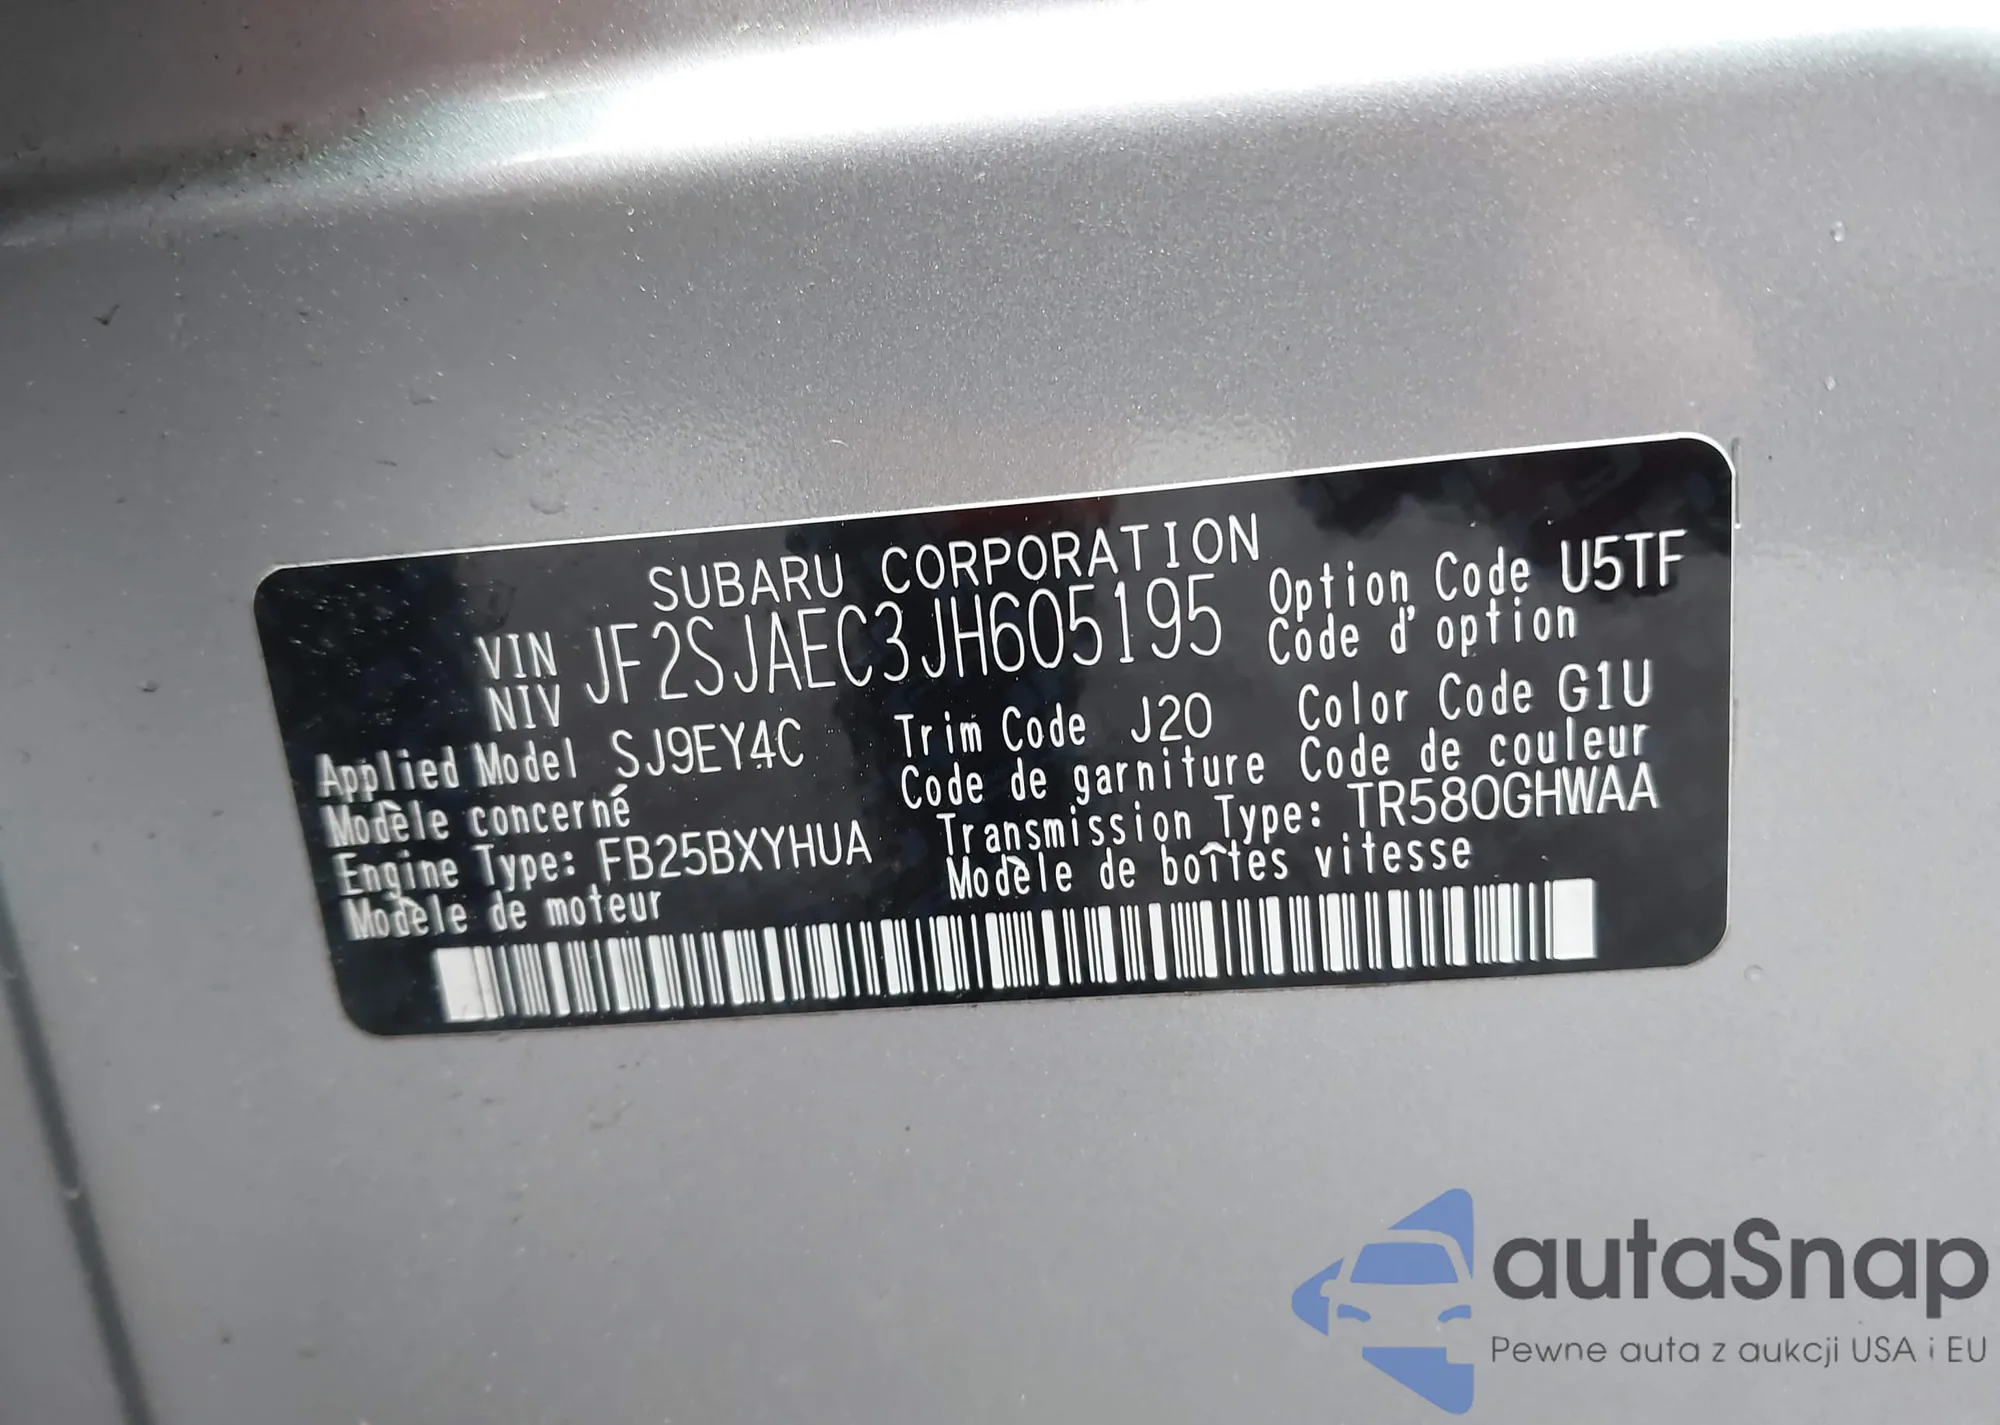 SUBARU CORPORATION
VIN JF2SJAEC3JH605195 Option Code U5TF
NIV Code d'option
Applied Model SJ9EY4C Trim Code J20 Color Code G1U
Modèle concerné Code de garniture Code de couleur
Engine Type: FB25BXYHUA Transmission Type: TR580GHWAA
Modèle de moteur Modèle de boîtes vitesse
autaSnap
Pewne auta z aukcji USA i EU